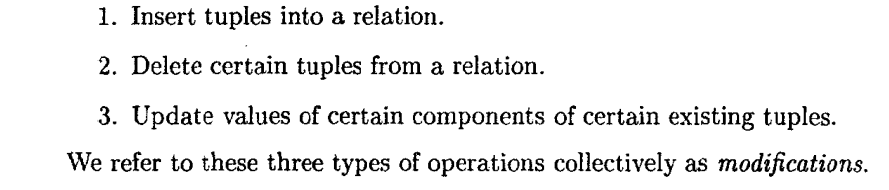 1. Insert tuples into a relation.
2. Delete certain tuples from a relation.
3. Update values of certain components of certain existing tuples.
We refer to these three types of operations collectively as modifications.